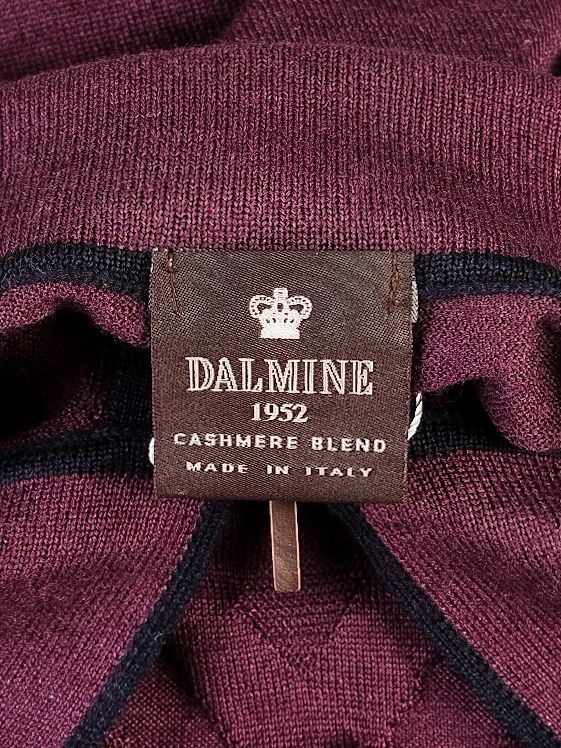 DALMINE
1952
CASHMERE BLEND
MADE IN ITALY